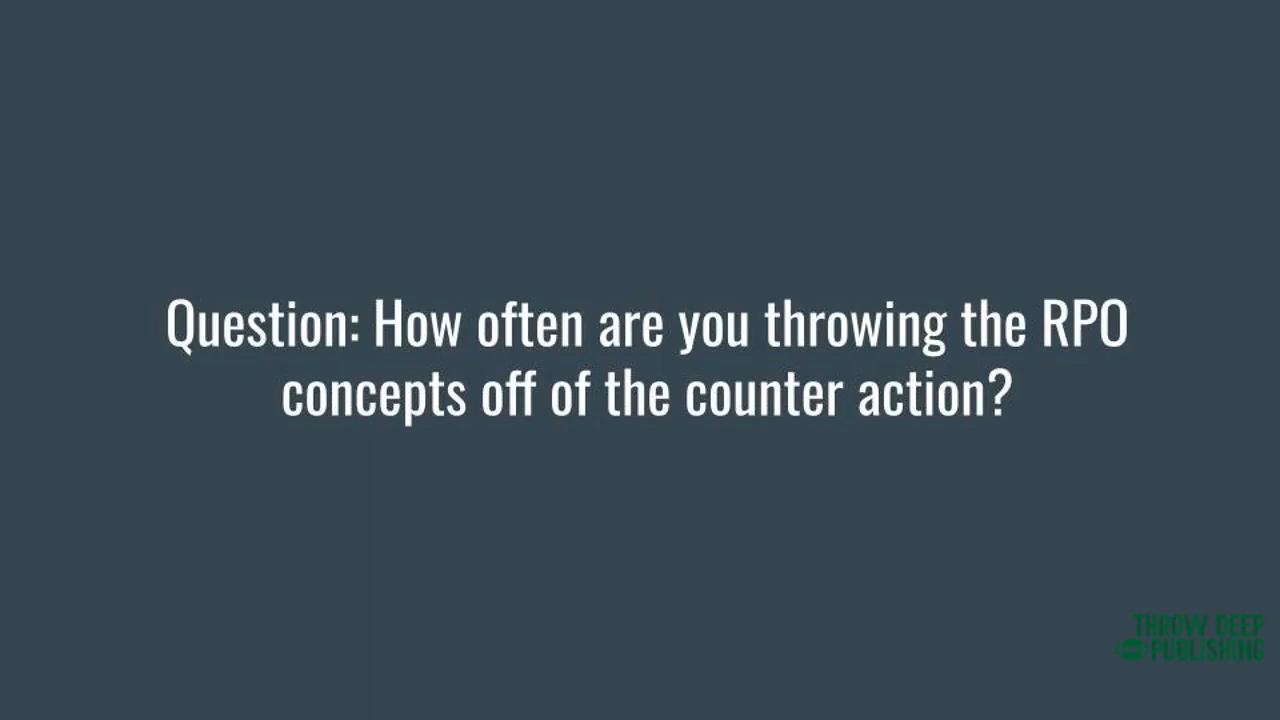 Question: How often are you throwing the RPO
concepts off of the counter action?
THROW DEEP
PUBLISHING